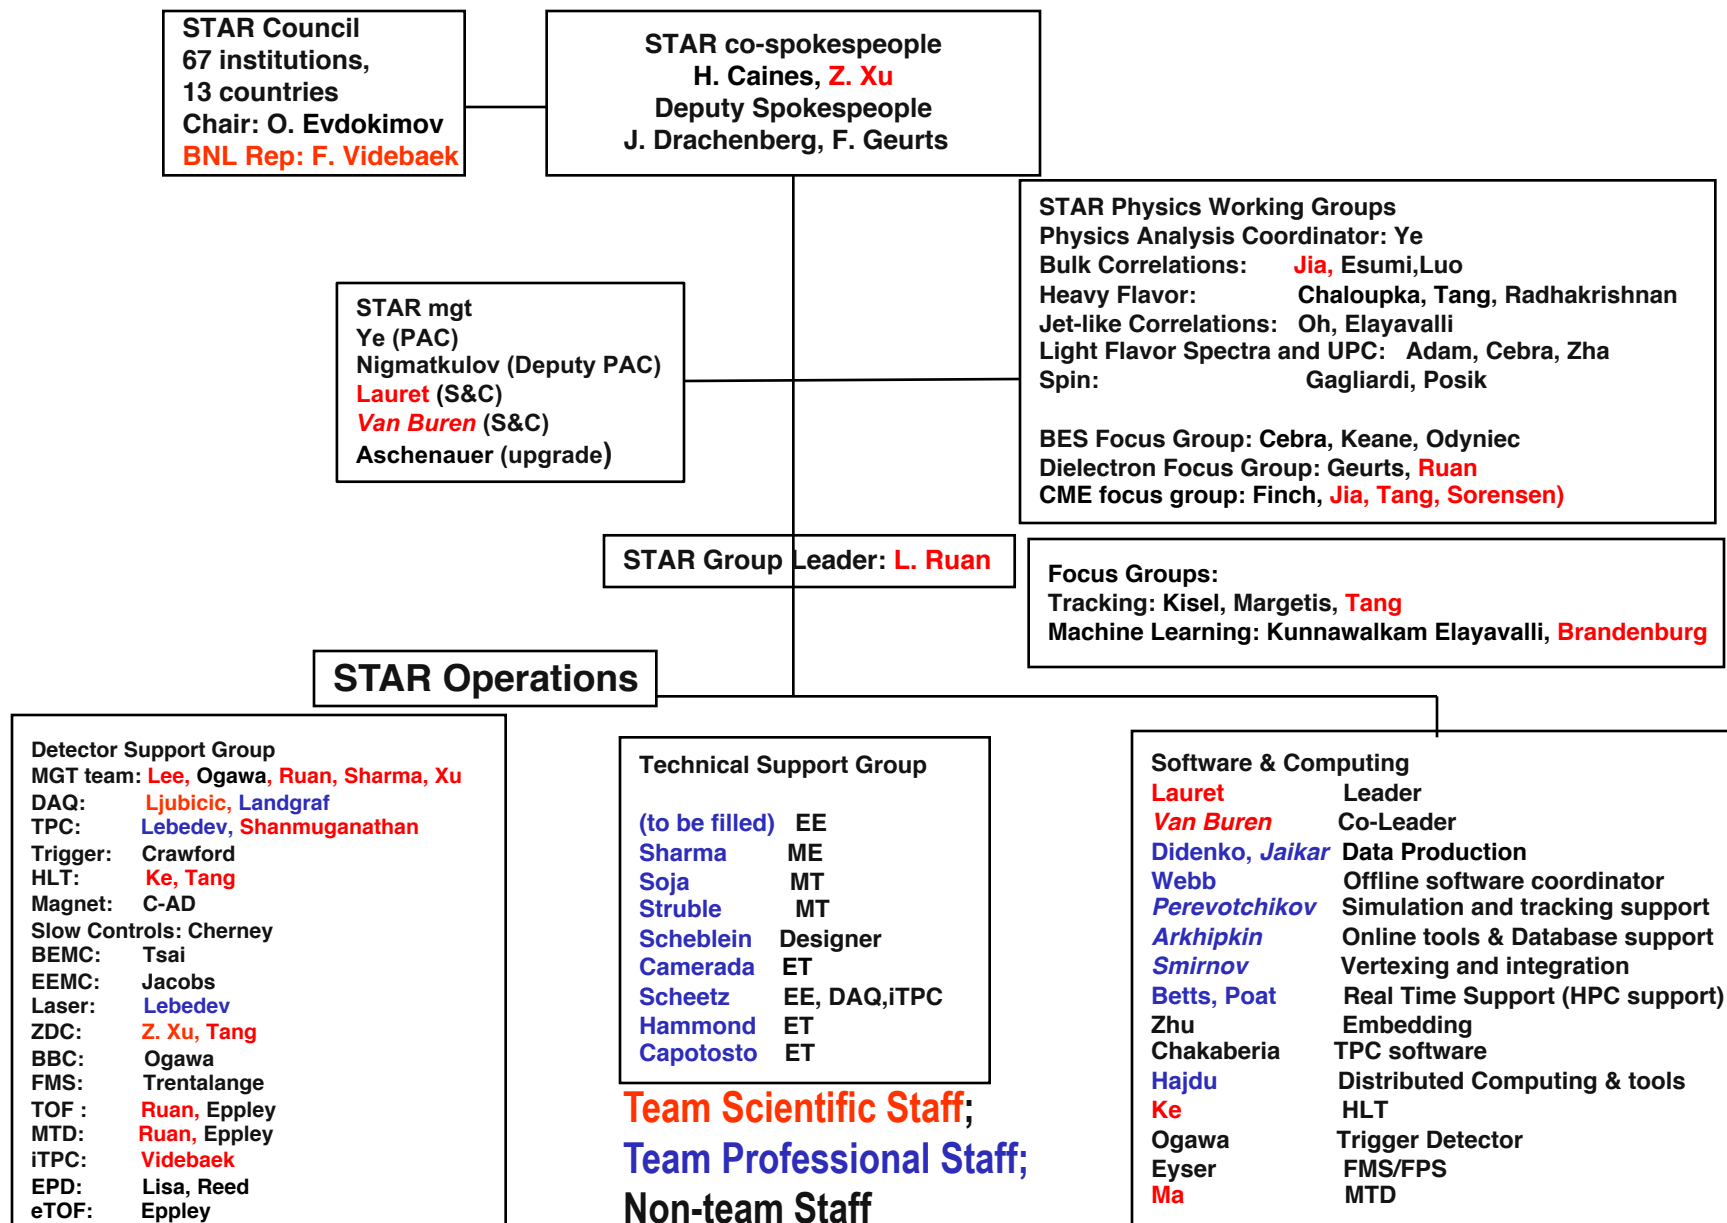 STAR Council
67 institutions,
13 countries
Chair: O. Evdokimov
BNL Rep: F. Videbaek
STAR co-spokespeople
H. Caines, Z. Xu
Deputy Spokespeople
J. Drachenberg, F. Geurts
STAR Physics Working Groups
Physics Analysis Coordinator: Ye
Bulk Correlations: Jia, Esumi,Luo
Heavy Flavor: Chaloupka, Tang, Radhakrishnan
Jet-like Correlations: Oh, Elayavalli
Light Flavor Spectra and UPC: Adam, Cebra, Zha
Spin: Gagliardi, Posik
BES Focus Group: Cebra, Keane, Odyniec
Dielectron Focus Group: Geurts, Ruan
CME focus group: Finch, Jia, Tang, Sorensen)
STAR mgt
Ye (PAC)
Nigmatkulov (Deputy PAC)
Lauret (S&C)
Van Buren (S&C)
Aschenauer (upgrade)
STAR Group Leader: L. Ruan
Focus Groups:
Tracking: Kisel, Margetis, Tang
Machine Learning: Kunnawalkam Elayavalli, Brandenburg
STAR Operations
Detector Support Group
MGT team: Lee, Ogawa, Ruan, Sharma, Xu
DAQ: Ljubicic, Landgraf
TPC: Lebedev, Shanmuganathan
Trigger: Crawford
HLT: Ke, Tang
Magnet: C-AD
Slow Controls: Cherney
BEMC: Tsai
EEMC: Jacobs
Laser: Lebedev
ZDC: Z. Xu, Tang
BBC: Ogawa
FMS: Trentalange
TOF : Ruan, Eppley
MTD: Ruan, Eppley
iTPC: Videbaek
EPD: Lisa, Reed
eTOF: Eppley
Technical Support Group
(to be filled) EE
Sharma ME
Soja MT
Struble MT
Scheblein Designer
Camerada ET
Scheetz EE, DAQ,iTPC
Hammond ET
Capotosto ET
Team Scientific Staff;
Team Professional Staff;
Non-team Staff
Software & Computing
Lauret Leader
Van Buren Co-Leader
Didenko, Jaikar Data Production
Webb Offline software coordinator
Perevotchikov Simulation and tracking support
Arkhipkin Online tools & Database support
Smirnov Vertexing and integration
Betts, Poat Real Time Support (HPC support)
Zhu Embedding
Chakaberia TPC software
Hajdu Distributed Computing & tools
Ke HLT
Ogawa Trigger Detector
Eyser FMS/FPS
Ma MTD